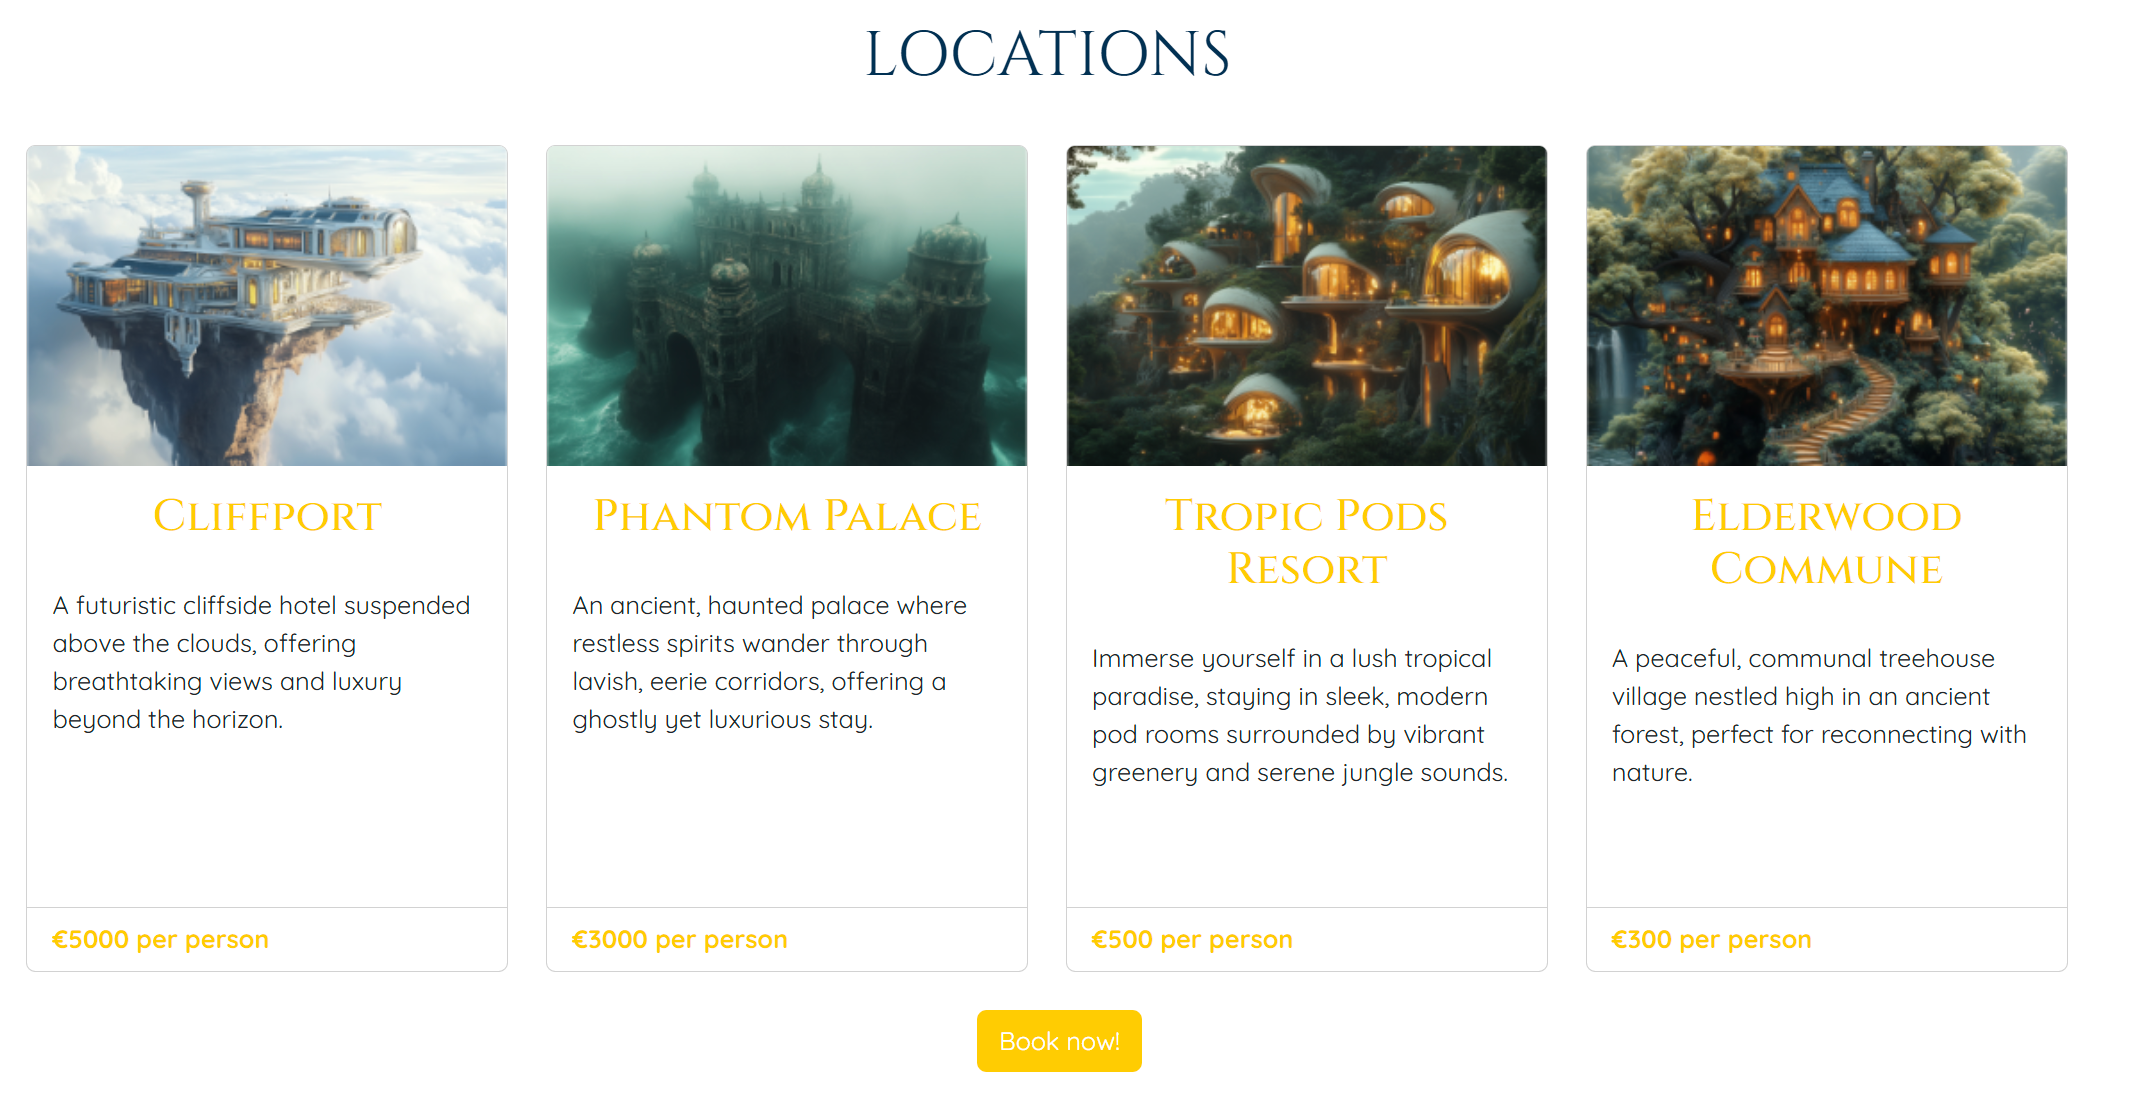 LOCATIONS
Cliffport
A futuristic cliffside hotel suspended
above the clouds, offering
breathtaking views and luxury
beyond the horizon.
€5000 per person
Phantom Palace
An ancient, haunted palace where
restless spirits wander through
lavish, eerie corridors, offering a
ghostly yet luxurious stay.
€3000 per person
Tropic Pods
Resort
Immerse yourself in a lush tropical
paradise, staying in sleek, modern
pod rooms surrounded by vibrant
greenery and serene jungle sounds.
€500 per person
Elderwood
Commune
A peaceful, communal treehouse
village nestled high in an ancient
forest, perfect for reconnecting with
nature.
€300 per person
Book now!